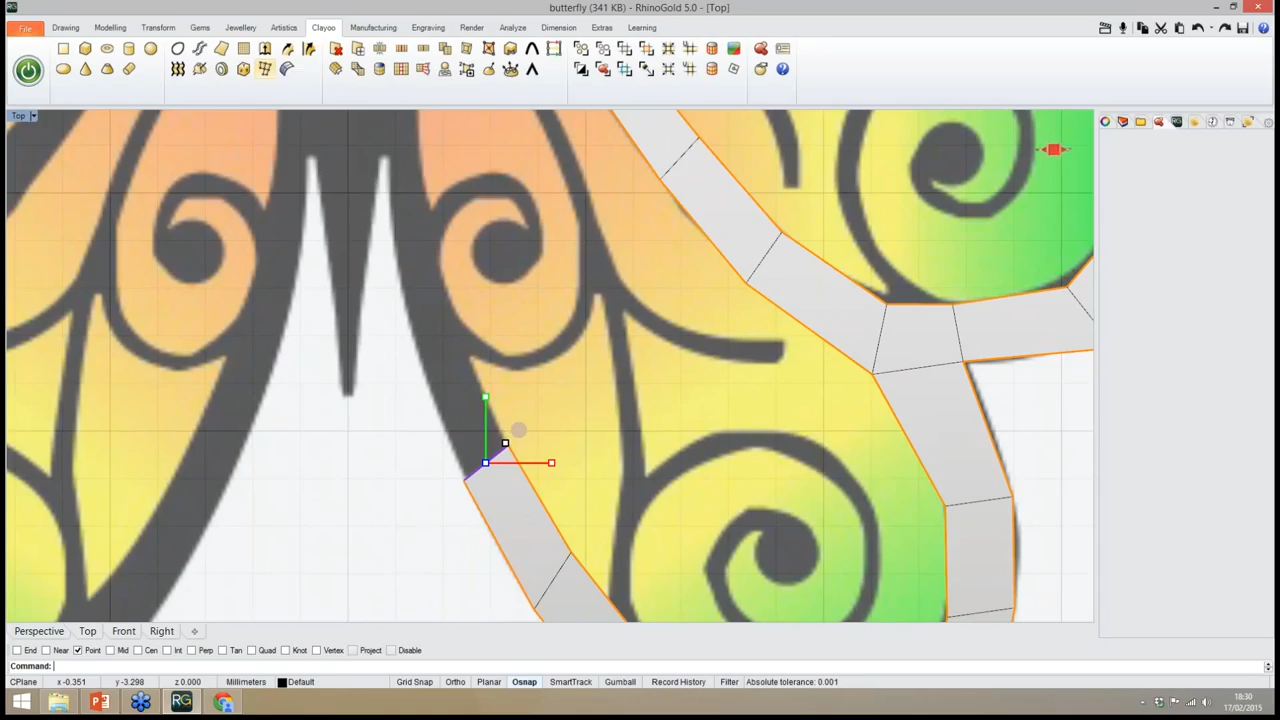 butterfly (341 KB) - RhinoGold 5.0 - [Top]
File Drawing Modelling Transform Gems Jewellery Artistics Clayoo Manufacturing Engraving Render Analyze Dimension Extras Learning
Top
Perspective Top Front Right
End Near Point Mid Cen Int Perp Tan Quad Knot Vertex Project Disable
Command:
CPlane x -0.351 y -3.298 z 0.000 Millimeters Default Grid Snap Ortho Planar Osnap SmartTrack Gumball Record History Filter Absolute tolerance: 0.001
18:30
17/02/2015